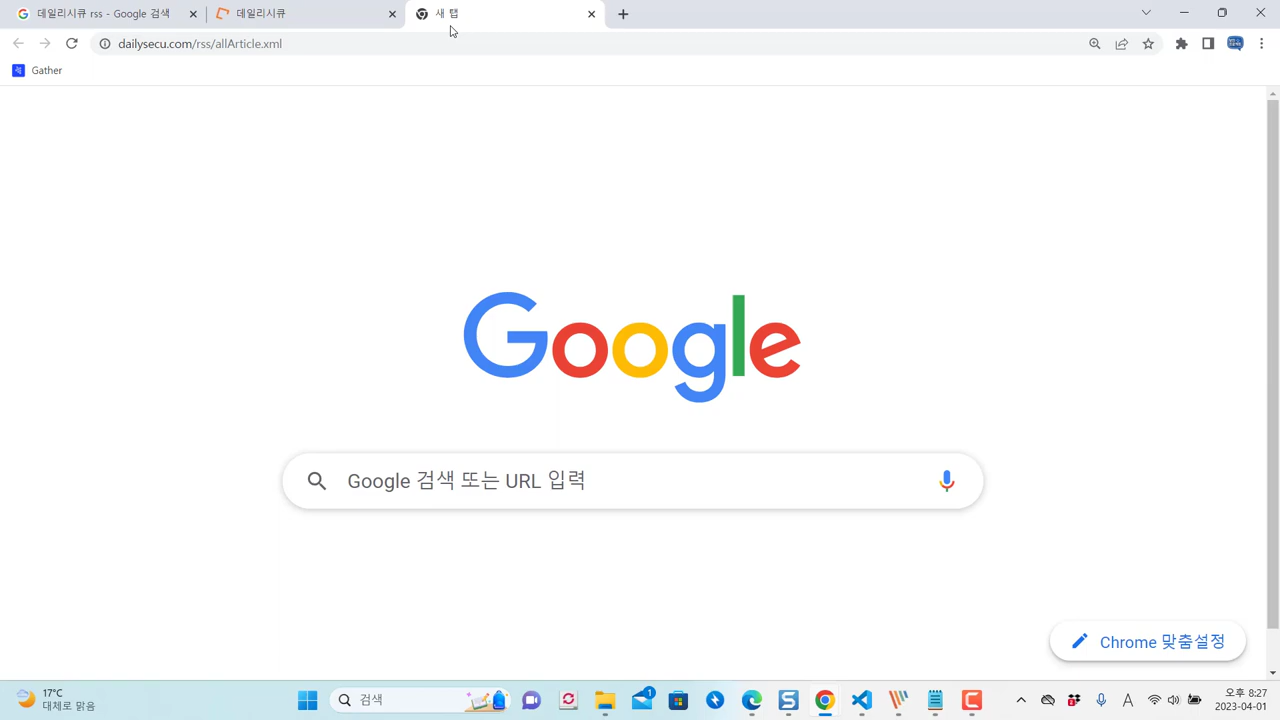 데일리시큐 rss - Google 검색
데일리시큐
새 탭
dailysecu.com/rss/allArticle.xml
Gather
Google
Google 검색 또는 URL 입력
Chrome 맞춤설정
17°C
대체로 맑음
검색
1
A
오후 8:27
2023-04-01